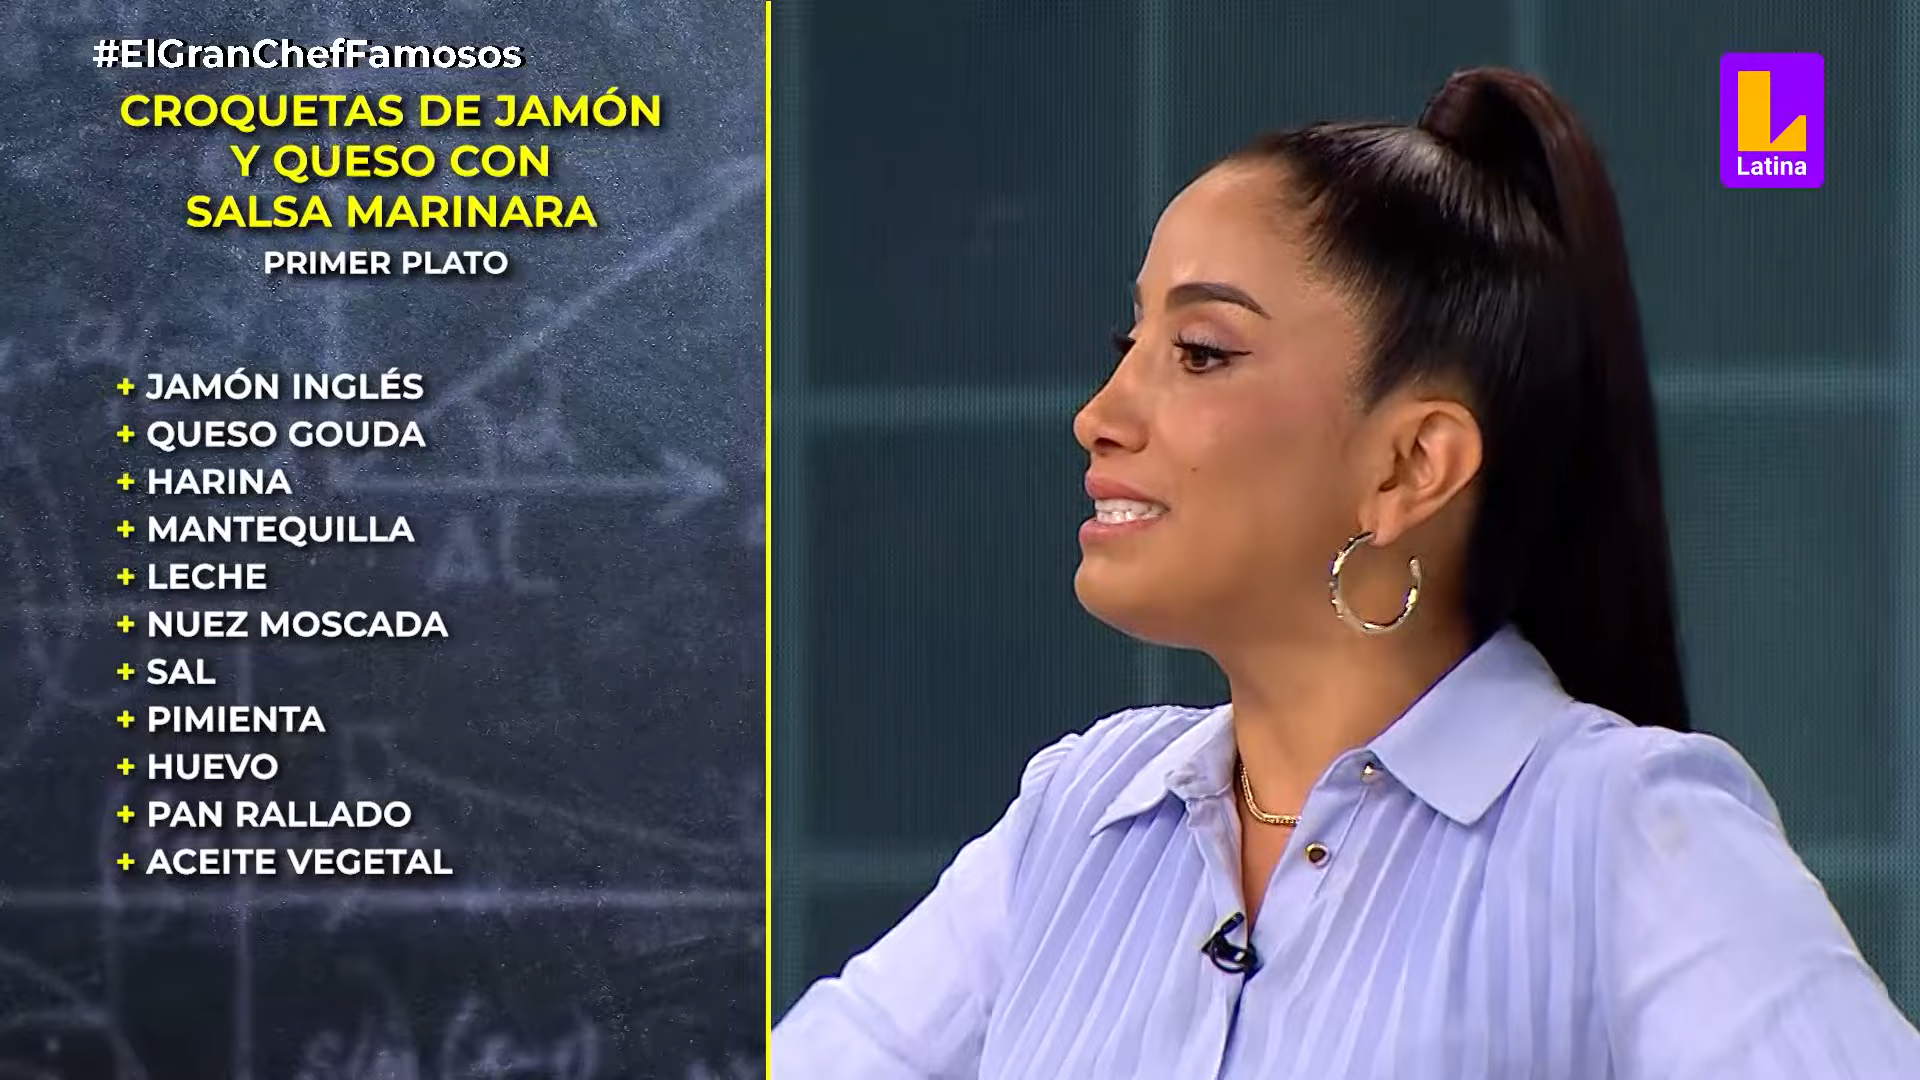 #ElGranChefFamosos
CROQUETAS DE JAMÓN
Y QUESO CON
SALSA MARINARA
PRIMER PLATO
+ JAMÓN INGLÉS
+ QUESO GOUDA
+ HARINA
+ MANTEQUILLA
+ LECHE
+ NUEZ MOSCADA
+ SAL
+ PIMIENTA
+ HUEVO
+ PAN RALLADO
+ ACEITE VEGETAL
Latina